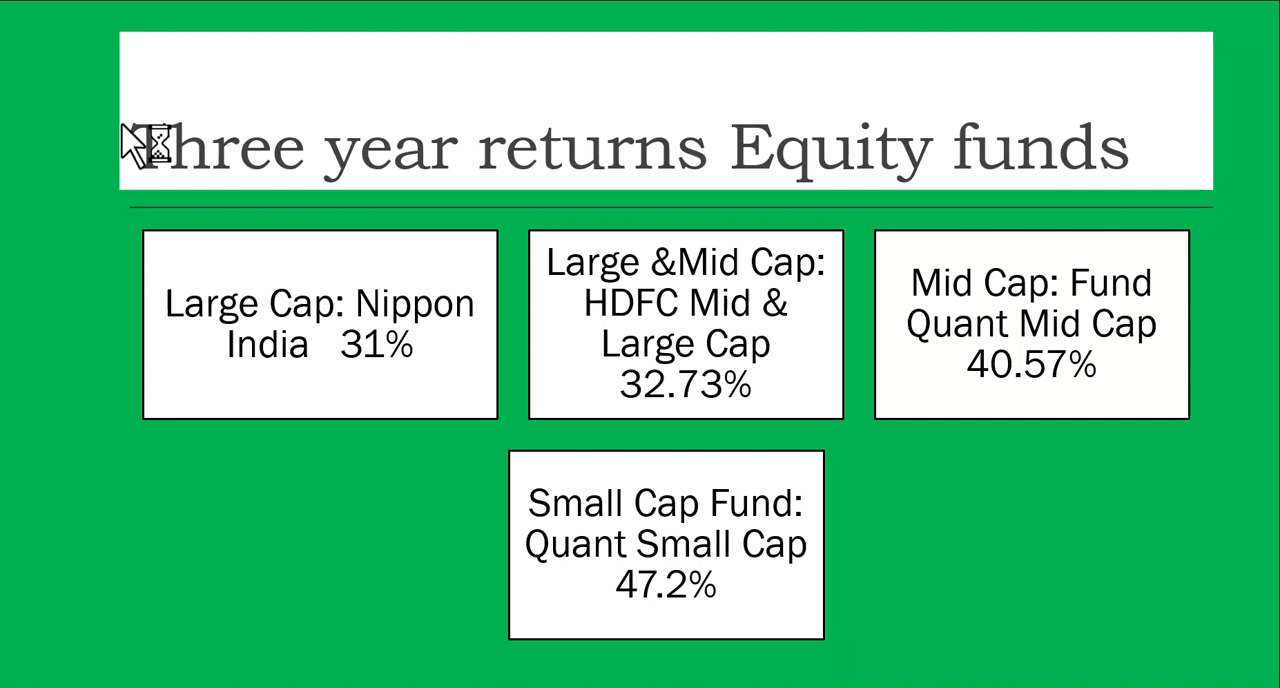 Three year returns Equity funds
Large Cap: Nippon
India 31%
Large &Mid Cap:
HDFC Mid &
Large Cap
32.73%
Mid Cap: Fund
Quant Mid Cap
40.57%
Small Cap Fund:
Quant Small Cap
47.2%